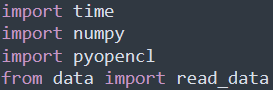 import time
import numpy
import pyopencl
from data import read_data